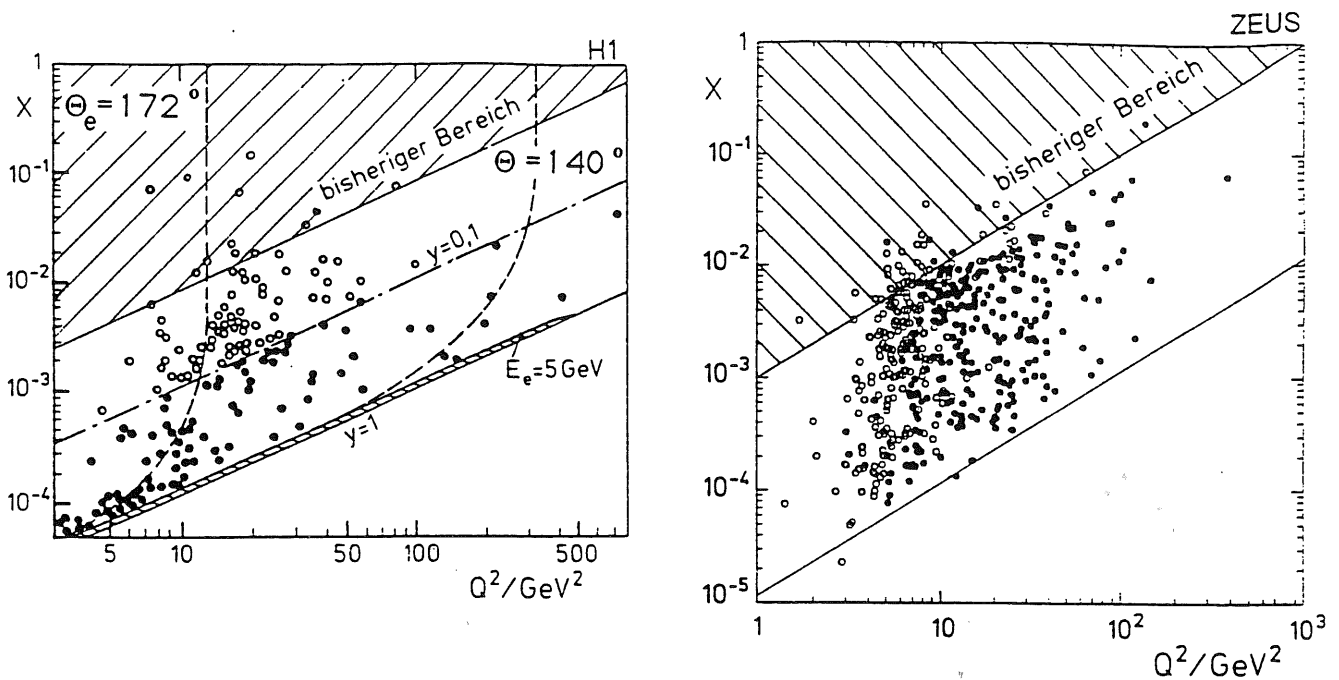 H1
1
X
Θe=172°
bisheriger Bereich
10-1
Θ=140°
y=0,1
10-2
10-3
Ee=5GeV
y=1
10-4
5
10
50
100
500
Q2/GeV2
ZEUS
1
X
bisheriger Bereich
10-1
10-2
10-3
10-4
10-5
1
10
102
103
Q2/GeV2